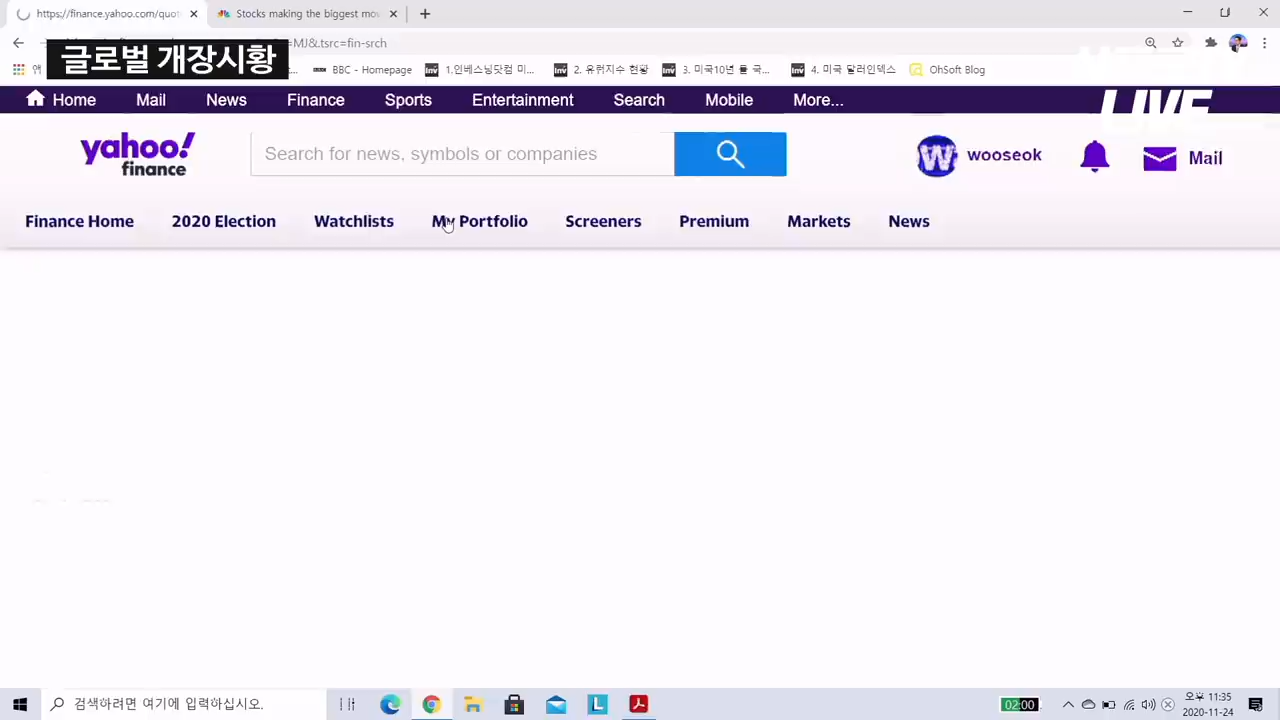 https://finance.yahoo.com/quot
Stocks making the biggest mov
글로벌 개장시황
=MJ&tsrc=fin-srch
BBC - Homepage
1.인베스팅닷컴 미...
2. 유럽지수 현황
3. 미국10년 물 국...
4. 미국 달러인덱스
OhSoft Blog
Home Mail News Finance Sports Entertainment Search Mobile More...
LIVE
yahoo!
finance
Search for news, symbols or companies
W
wooseok
Mail
Finance Home 2020 Election Watchlists My Portfolio Screeners Premium Markets News
검색하려면 여기에 입력하십시오.
02:00
오후 11:35
2020-11-24